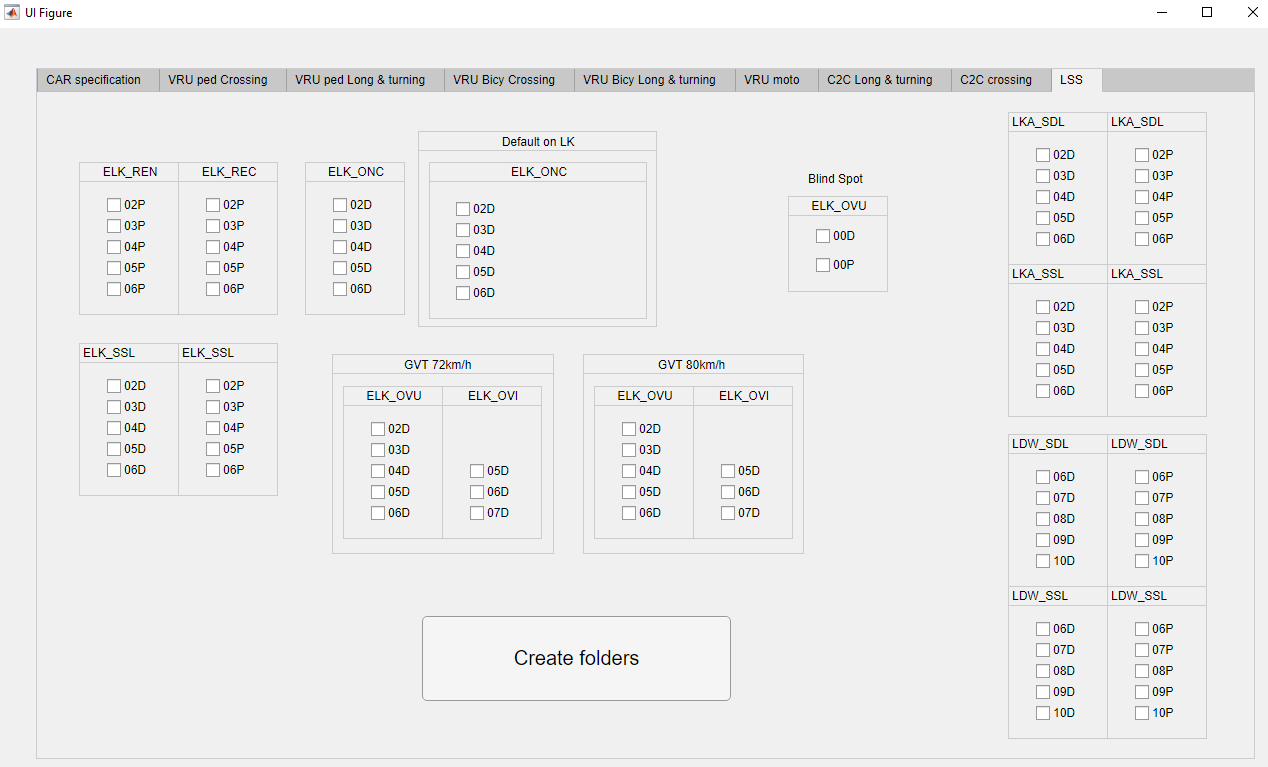 UI Figure
CAR specification
VRU ped Crossing
VRU ped Long & turning
VRU Bicy Crossing
VRU Bicy Long & turning
VRU moto
C2C Long & turning
C2C crossing
LSS
ELK_REN
02P
03P
04P
05P
06P
ELK_REC
02P
03P
04P
05P
06P
ELK_ONC
02D
03D
04D
05D
06D
Default on LK
ELK_ONC
02D
03D
04D
05D
06D
Blind Spot
ELK_OVU
00D
00P
ELK_SSL
02D
03D
04D
05D
06D
ELK_SSL
02P
03P
04P
05P
06P
GVT 72km/h
ELK_OVU
02D
03D
04D
05D
06D
ELK_OVI
05D
06D
07D
GVT 80km/h
ELK_OVU
02D
03D
04D
05D
06D
ELK_OVI
05D
06D
07D
LKA_SDL
02D
03D
04D
05D
06D
LKA_SDL
02P
03P
04P
05P
06P
LKA_SSL
02D
03D
04D
05D
06D
LKA_SSL
02P
03P
04P
05P
06P
LDW_SDL
06D
07D
08D
09D
10D
LDW_SDL
06P
07P
08P
09P
10P
LDW_SSL
06D
07D
08D
09D
10D
LDW_SSL
06P
07P
08P
09P
10P
Create folders